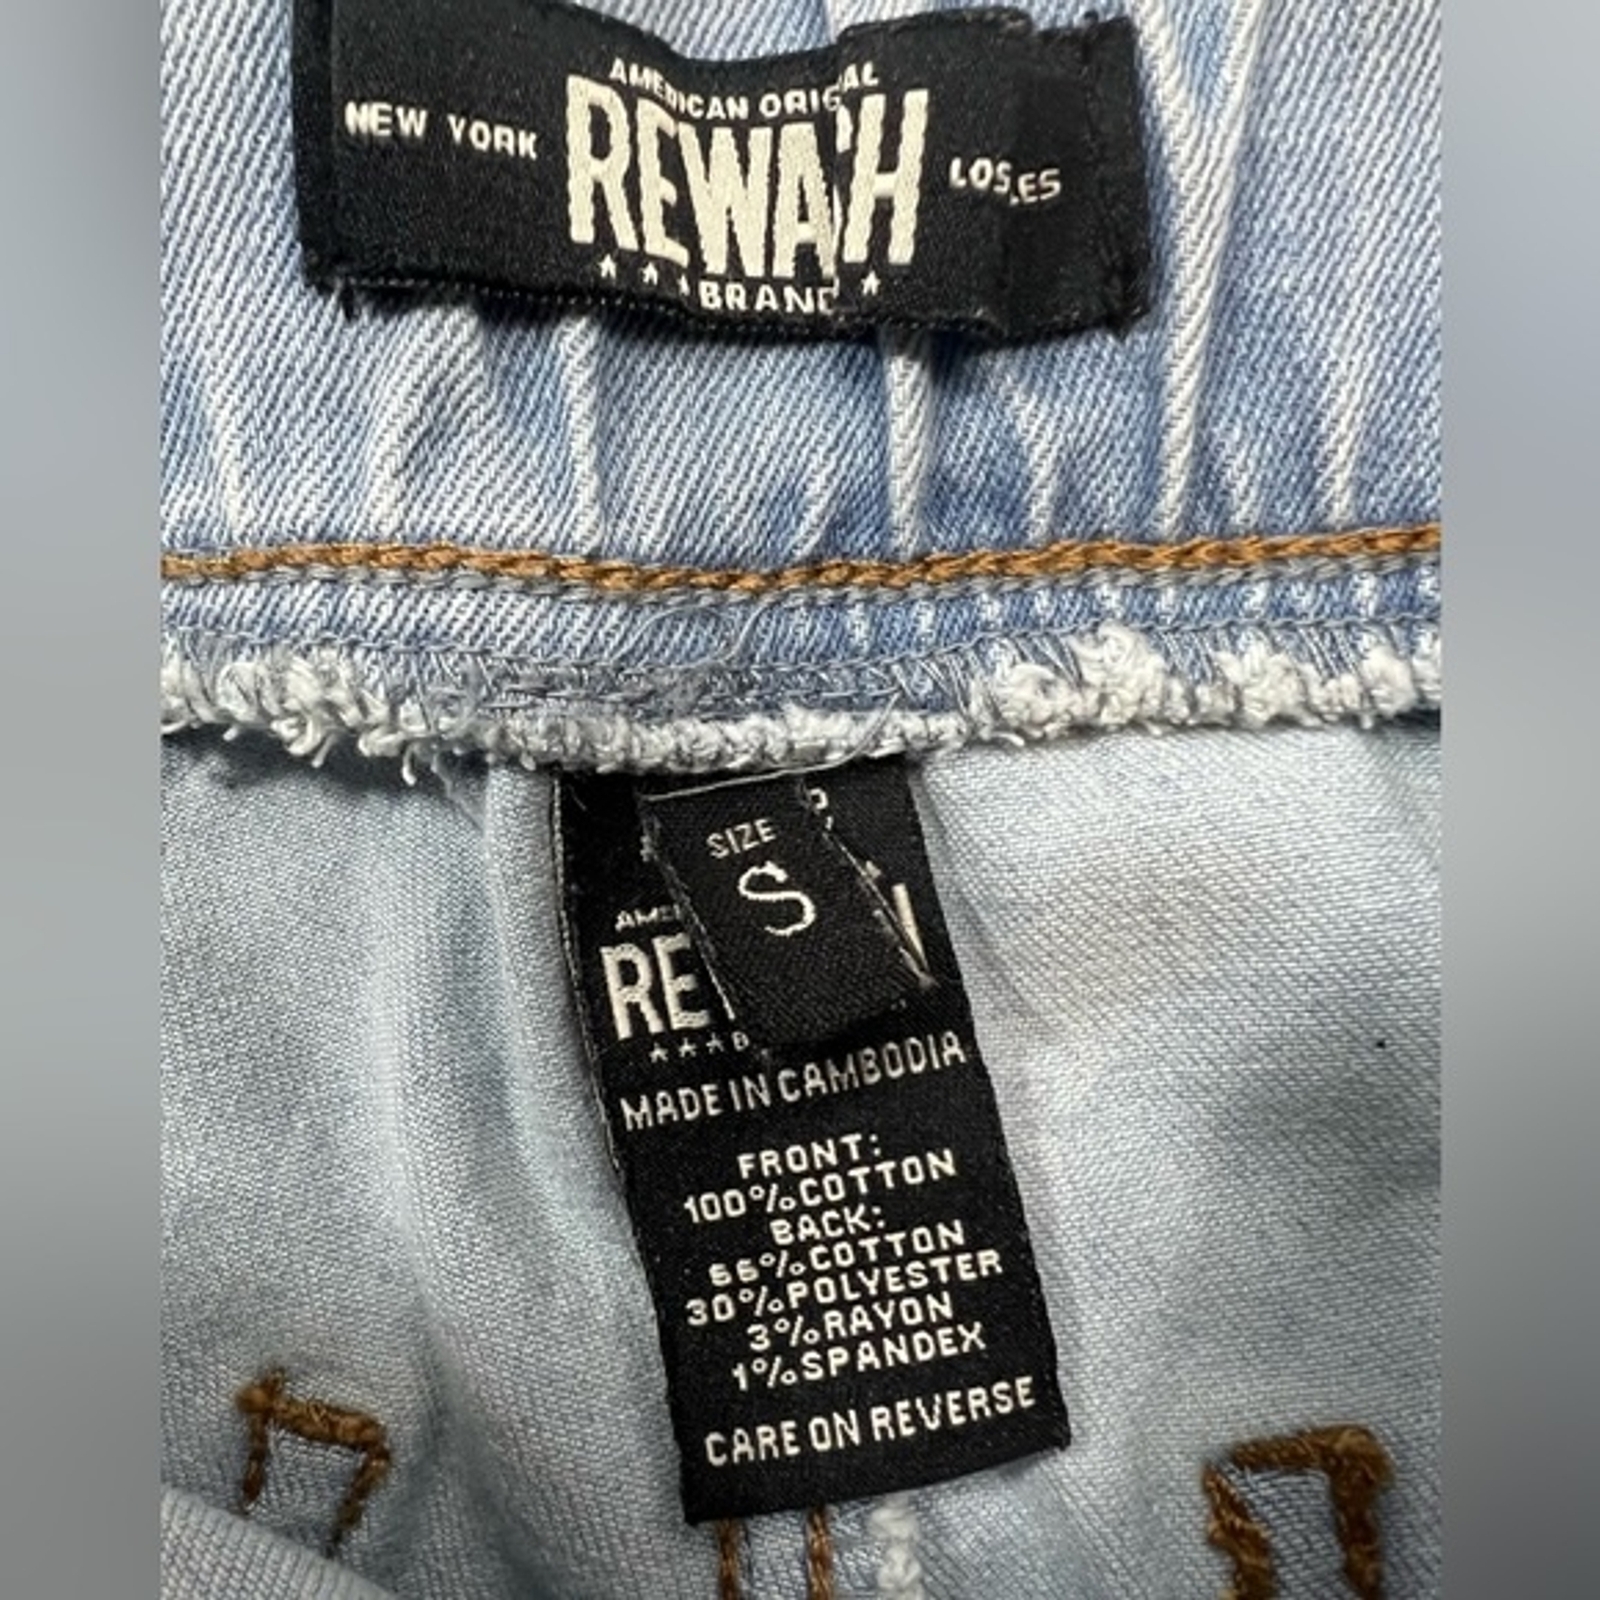 AMERICAN ORIGINAL
NEW YORK
REWASH
LOS
BRAND
SIZE
S
RE
MADE IN CAMBODIA
FRONT:
100% COTTON
BACK:
66% COTTON
30% POLYESTER
3% RAYON
1% SPANDEX
CARE ON REVERSE